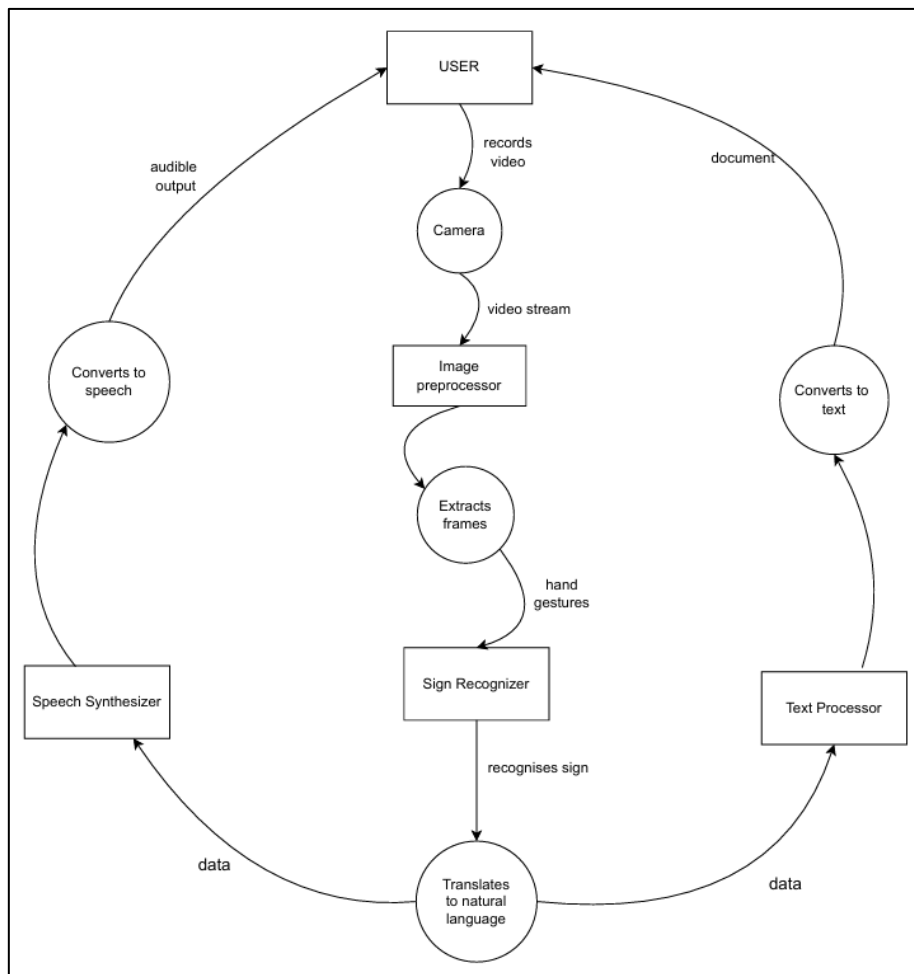 USER
records
video
audible
output
document
Camera
video stream
Image
preprocessor
Converts to
speech
Converts to
text
Extracts
frames
hand
gestures
Speech Synthesizer
Sign Recognizer
Text Processor
recognises sign
data
Translates
to natural
language
data